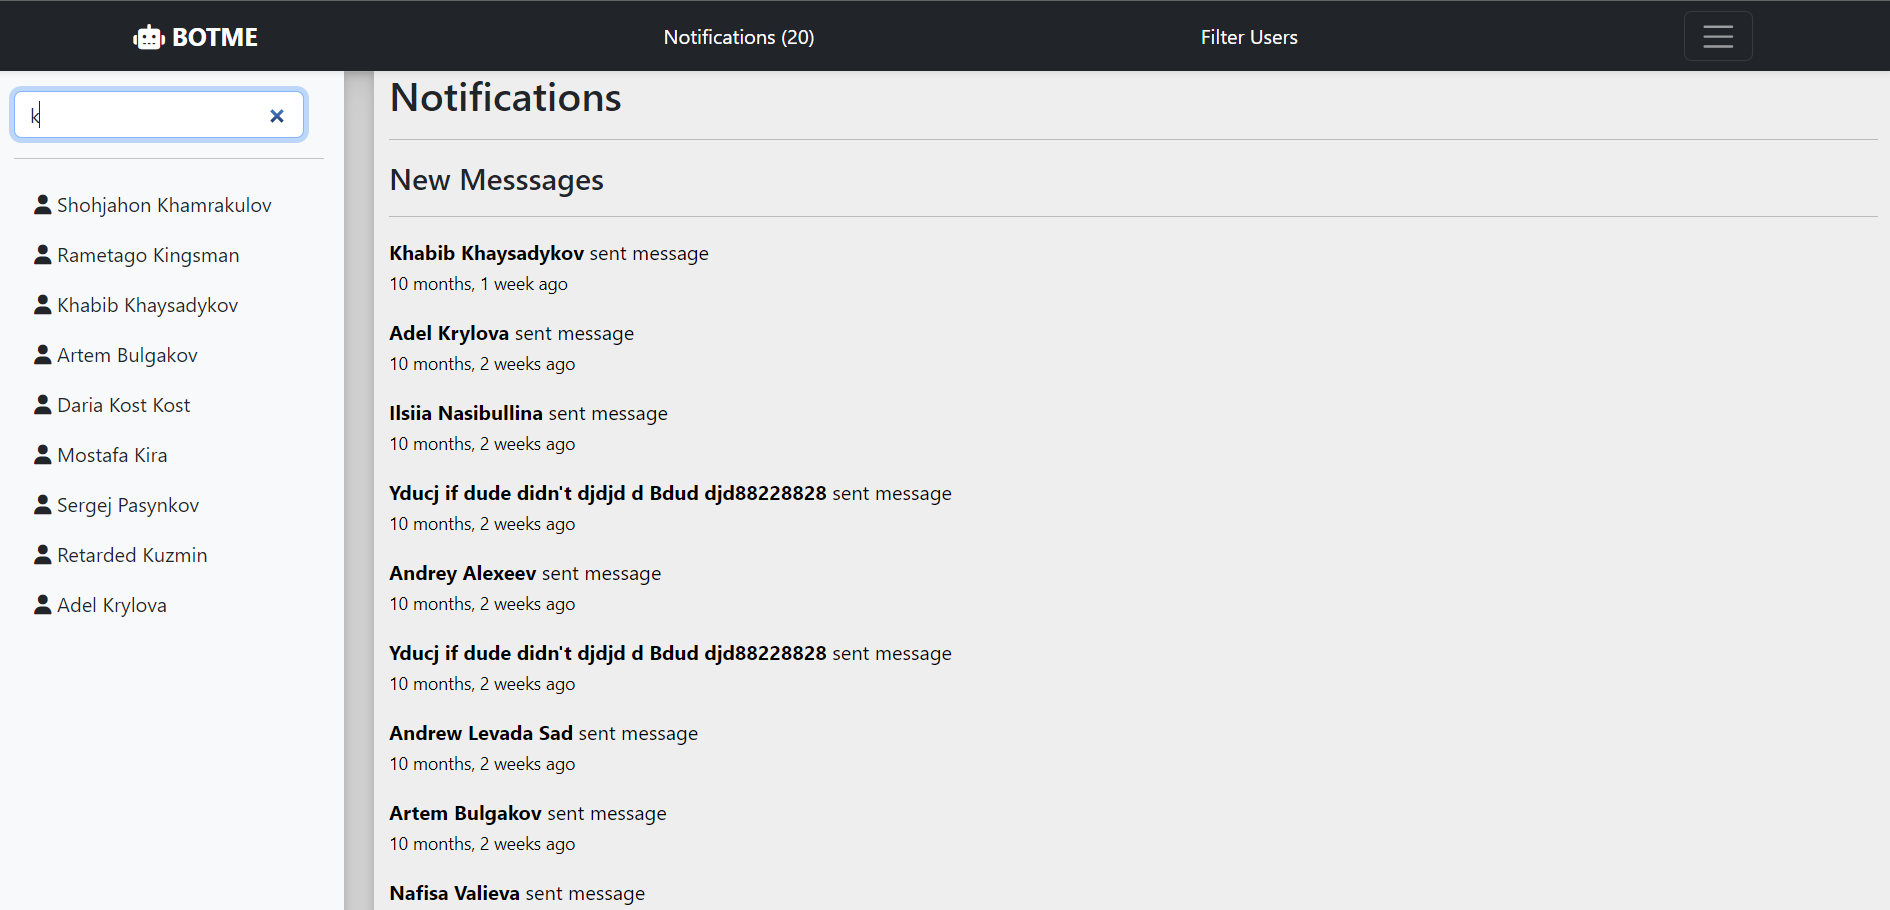 BOTME
Notifications (20)
Filter Users
k
Shohjahon Khamrakulov
Rametago Kingsman
Khabib Khaysadykov
Artem Bulgakov
Daria Kost Kost
Mostafa Kira
Sergej Pasynkov
Retarded Kuzmin
Adel Krylova
Notifications
New Messsages
Khabib Khaysadykov sent message
10 months, 1 week ago
Adel Krylova sent message
10 months, 2 weeks ago
Ilsiia Nasibullina sent message
10 months, 2 weeks ago
Yducj if dude didn't djdjd d Bdud djd88228828 sent message
10 months, 2 weeks ago
Andrey Alexeev sent message
10 months, 2 weeks ago
Yducj if dude didn't djdjd d Bdud djd88228828 sent message
10 months, 2 weeks ago
Andrew Levada Sad sent message
10 months, 2 weeks ago
Artem Bulgakov sent message
10 months, 2 weeks ago
Nafisa Valieva sent message